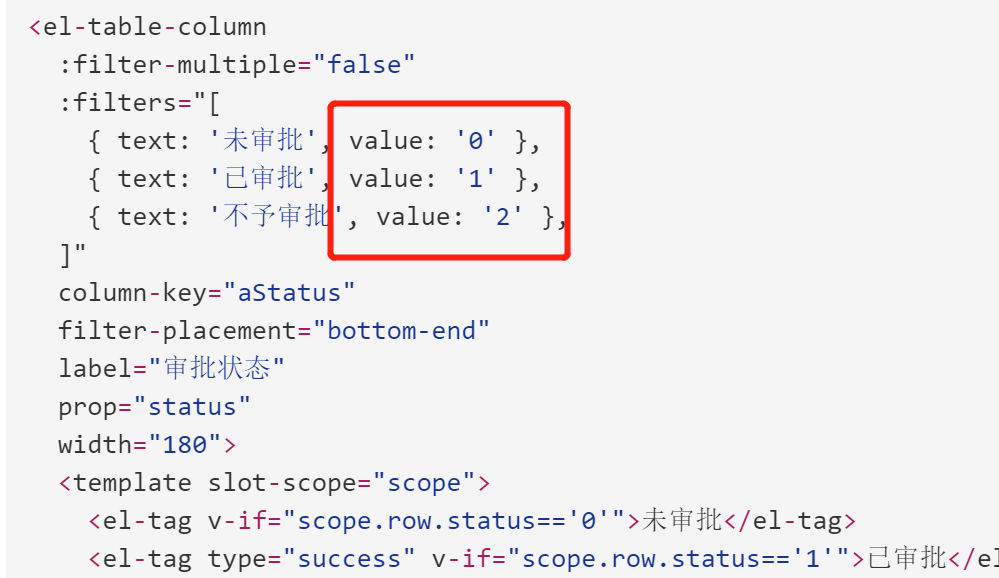 <el-table-column
:filter-multiple="false"
:filters="[
{ text: '未审批', value: '0' },
{ text: '已审批', value: '1' },
{ text: '不予审批', value: '2' },
]"
column-key="aStatus"
filter-placement="bottom-end"
label="审批状态"
prop="status"
width="180">
<template slot-scope="scope">
<el-tag v-if="scope.row.status=='0'">未审批</el-tag>
<el-tag type="success" v-if="scope.row.status=='1'">已审批</el